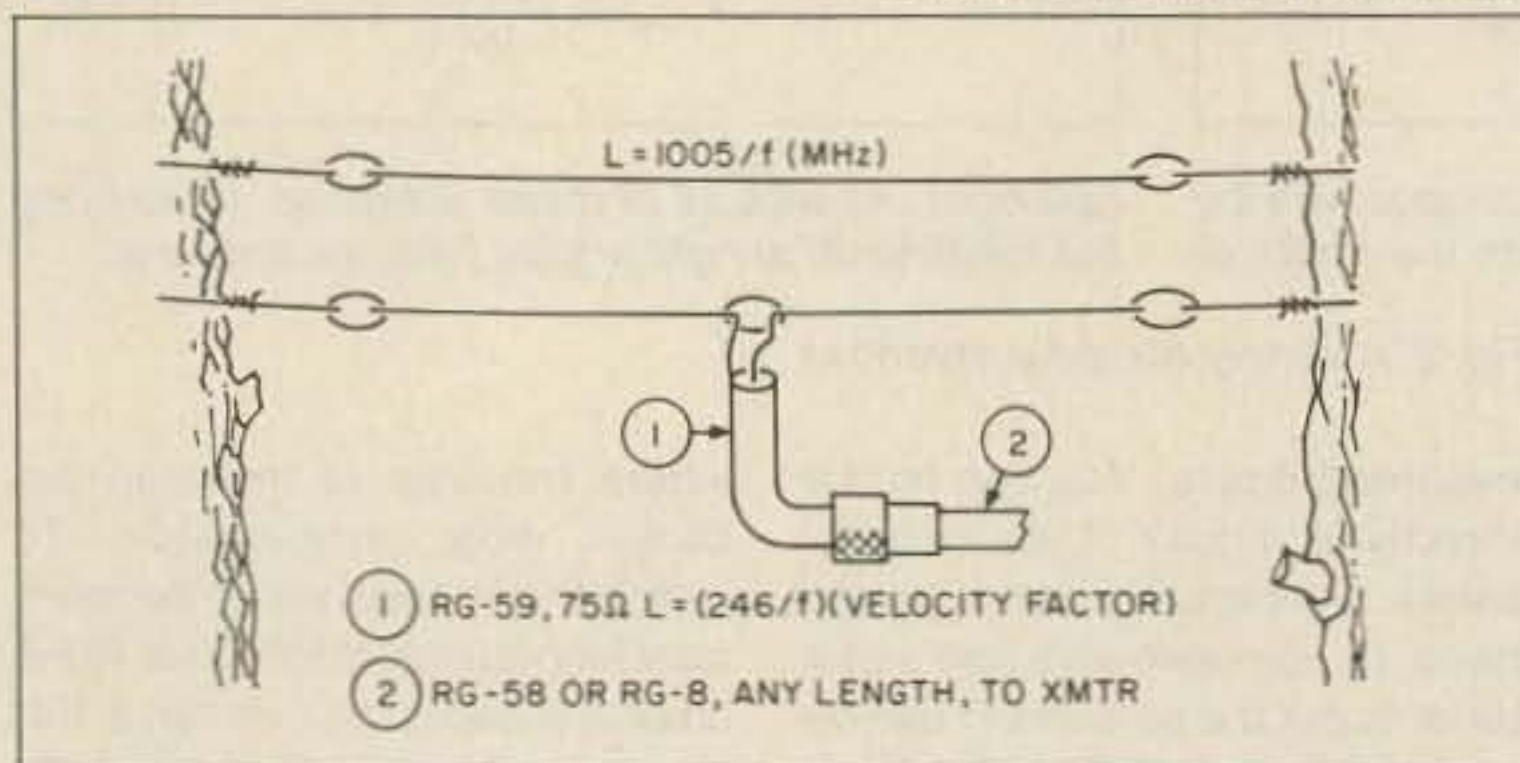 L = 1005/f (MHz)
1
2
1 RG-59, 75Ω L = (246/f)(VELOCITY FACTOR)
2 RG-58 OR RG-8, ANY LENGTH, TO XMTR